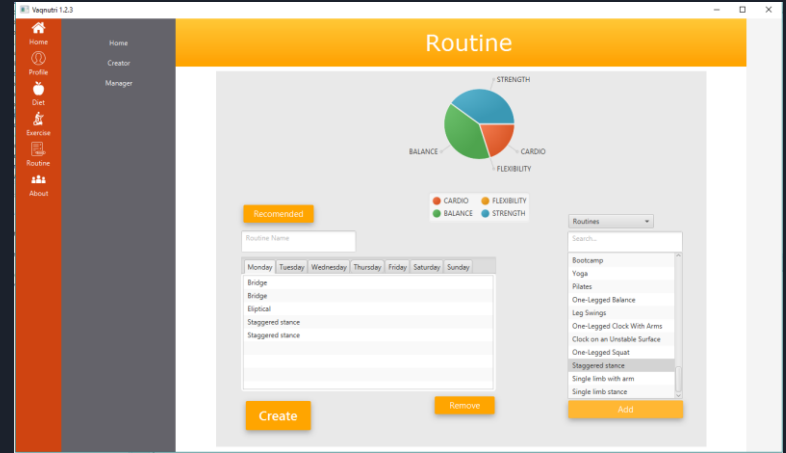 Vaqnutri 1.2.3
Home
Profile
Diet
Exercise
Routine
About
Home
Creator
Manager
Routine
STRENGTH
BALANCE
CARDIO
FLEXIBILITY
CARDIO FLEXIBILITY
BALANCE STRENGTH
Recomended
Routine Name
Monday Tuesday Wednesday Thursday Friday Saturday Sunday
Bridge
Bridge
Eliptical
Staggered stance
Staggered stance
Create
Remove
Routines
Search...
Bootcamp
Yoga
Pilates
One-Legged Balance
Leg Swings
One-Legged Clock With Arms
Clock on an Unstable Surface
One-Legged Squat
Staggered stance
Single limb with arm
Single limb stance
Add